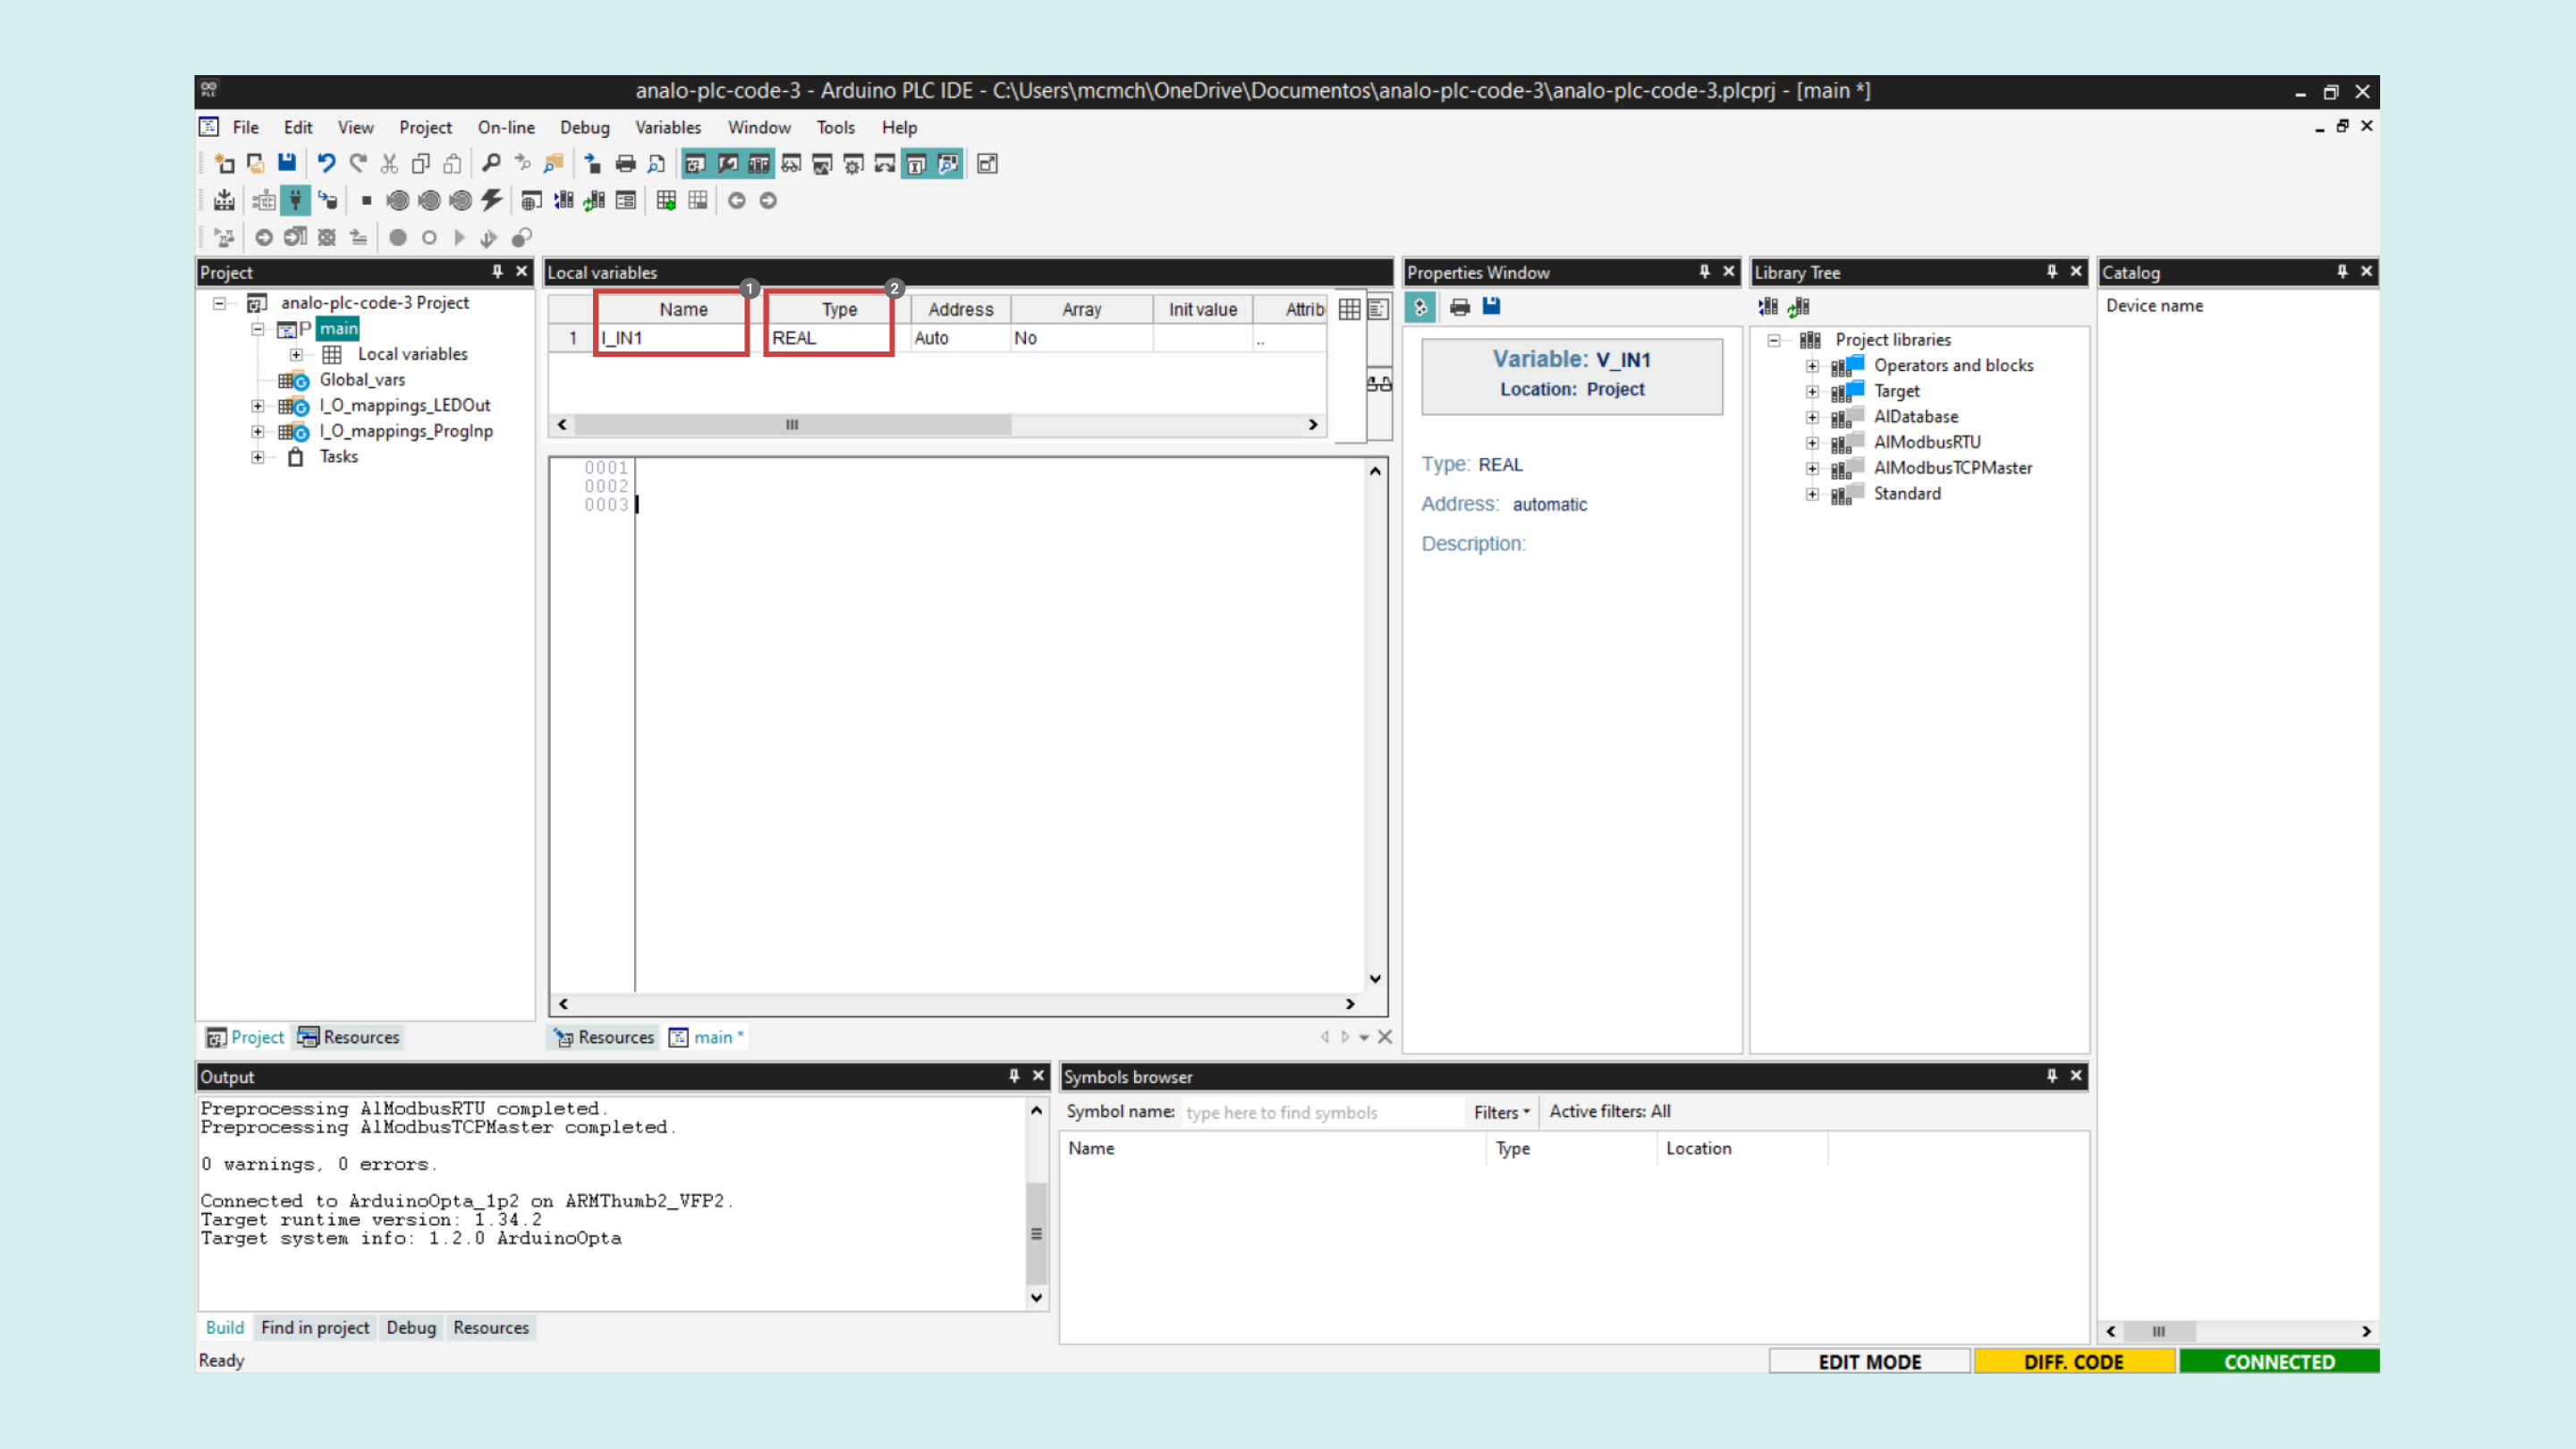 analo-plc-code-3 - Arduino PLC IDE - C:\Users\mcmch\OneDrive\Documentos\analo-plc-code-3\analo-plc-code-3.plcprj - [main *]
File Edit View Project On-line Debug Variables Window Tools Help
Project
analo-plc-code-3 Project
P main
Local variables
Global_vars
I_O_mappings_LEDOut
I_O_mappings_ProgInp
Tasks
Project Resources
Local variables
1 2
Name Type Address Array Init value Attrib
1 I_IN1 REAL Auto No ..
0001
0002
0003
Resources main *
Properties Window
Variable: V_IN1
Location: Project
Type: REAL
Address: automatic
Description:
Library Tree
Project libraries
Operators and blocks
Target
AlDatabase
AlModbusRTU
AlModbusTCPMaster
Standard
Catalog
Device name
Output
Preprocessing AlModbusRTU completed.
Preprocessing AlModbusTCPMaster completed.
0 warnings, 0 errors.
Connected to ArduinoOpta_1p2 on ARMThumb2_VFP2.
Target runtime version: 1.34.2
Target system info: 1.2.0 ArduinoOpta
Build Find in project Debug Resources
Symbols browser
Symbol name: type here to find symbols Filters Active filters: All
Name Type Location
Ready
EDIT MODE DIFF. CODE CONNECTED